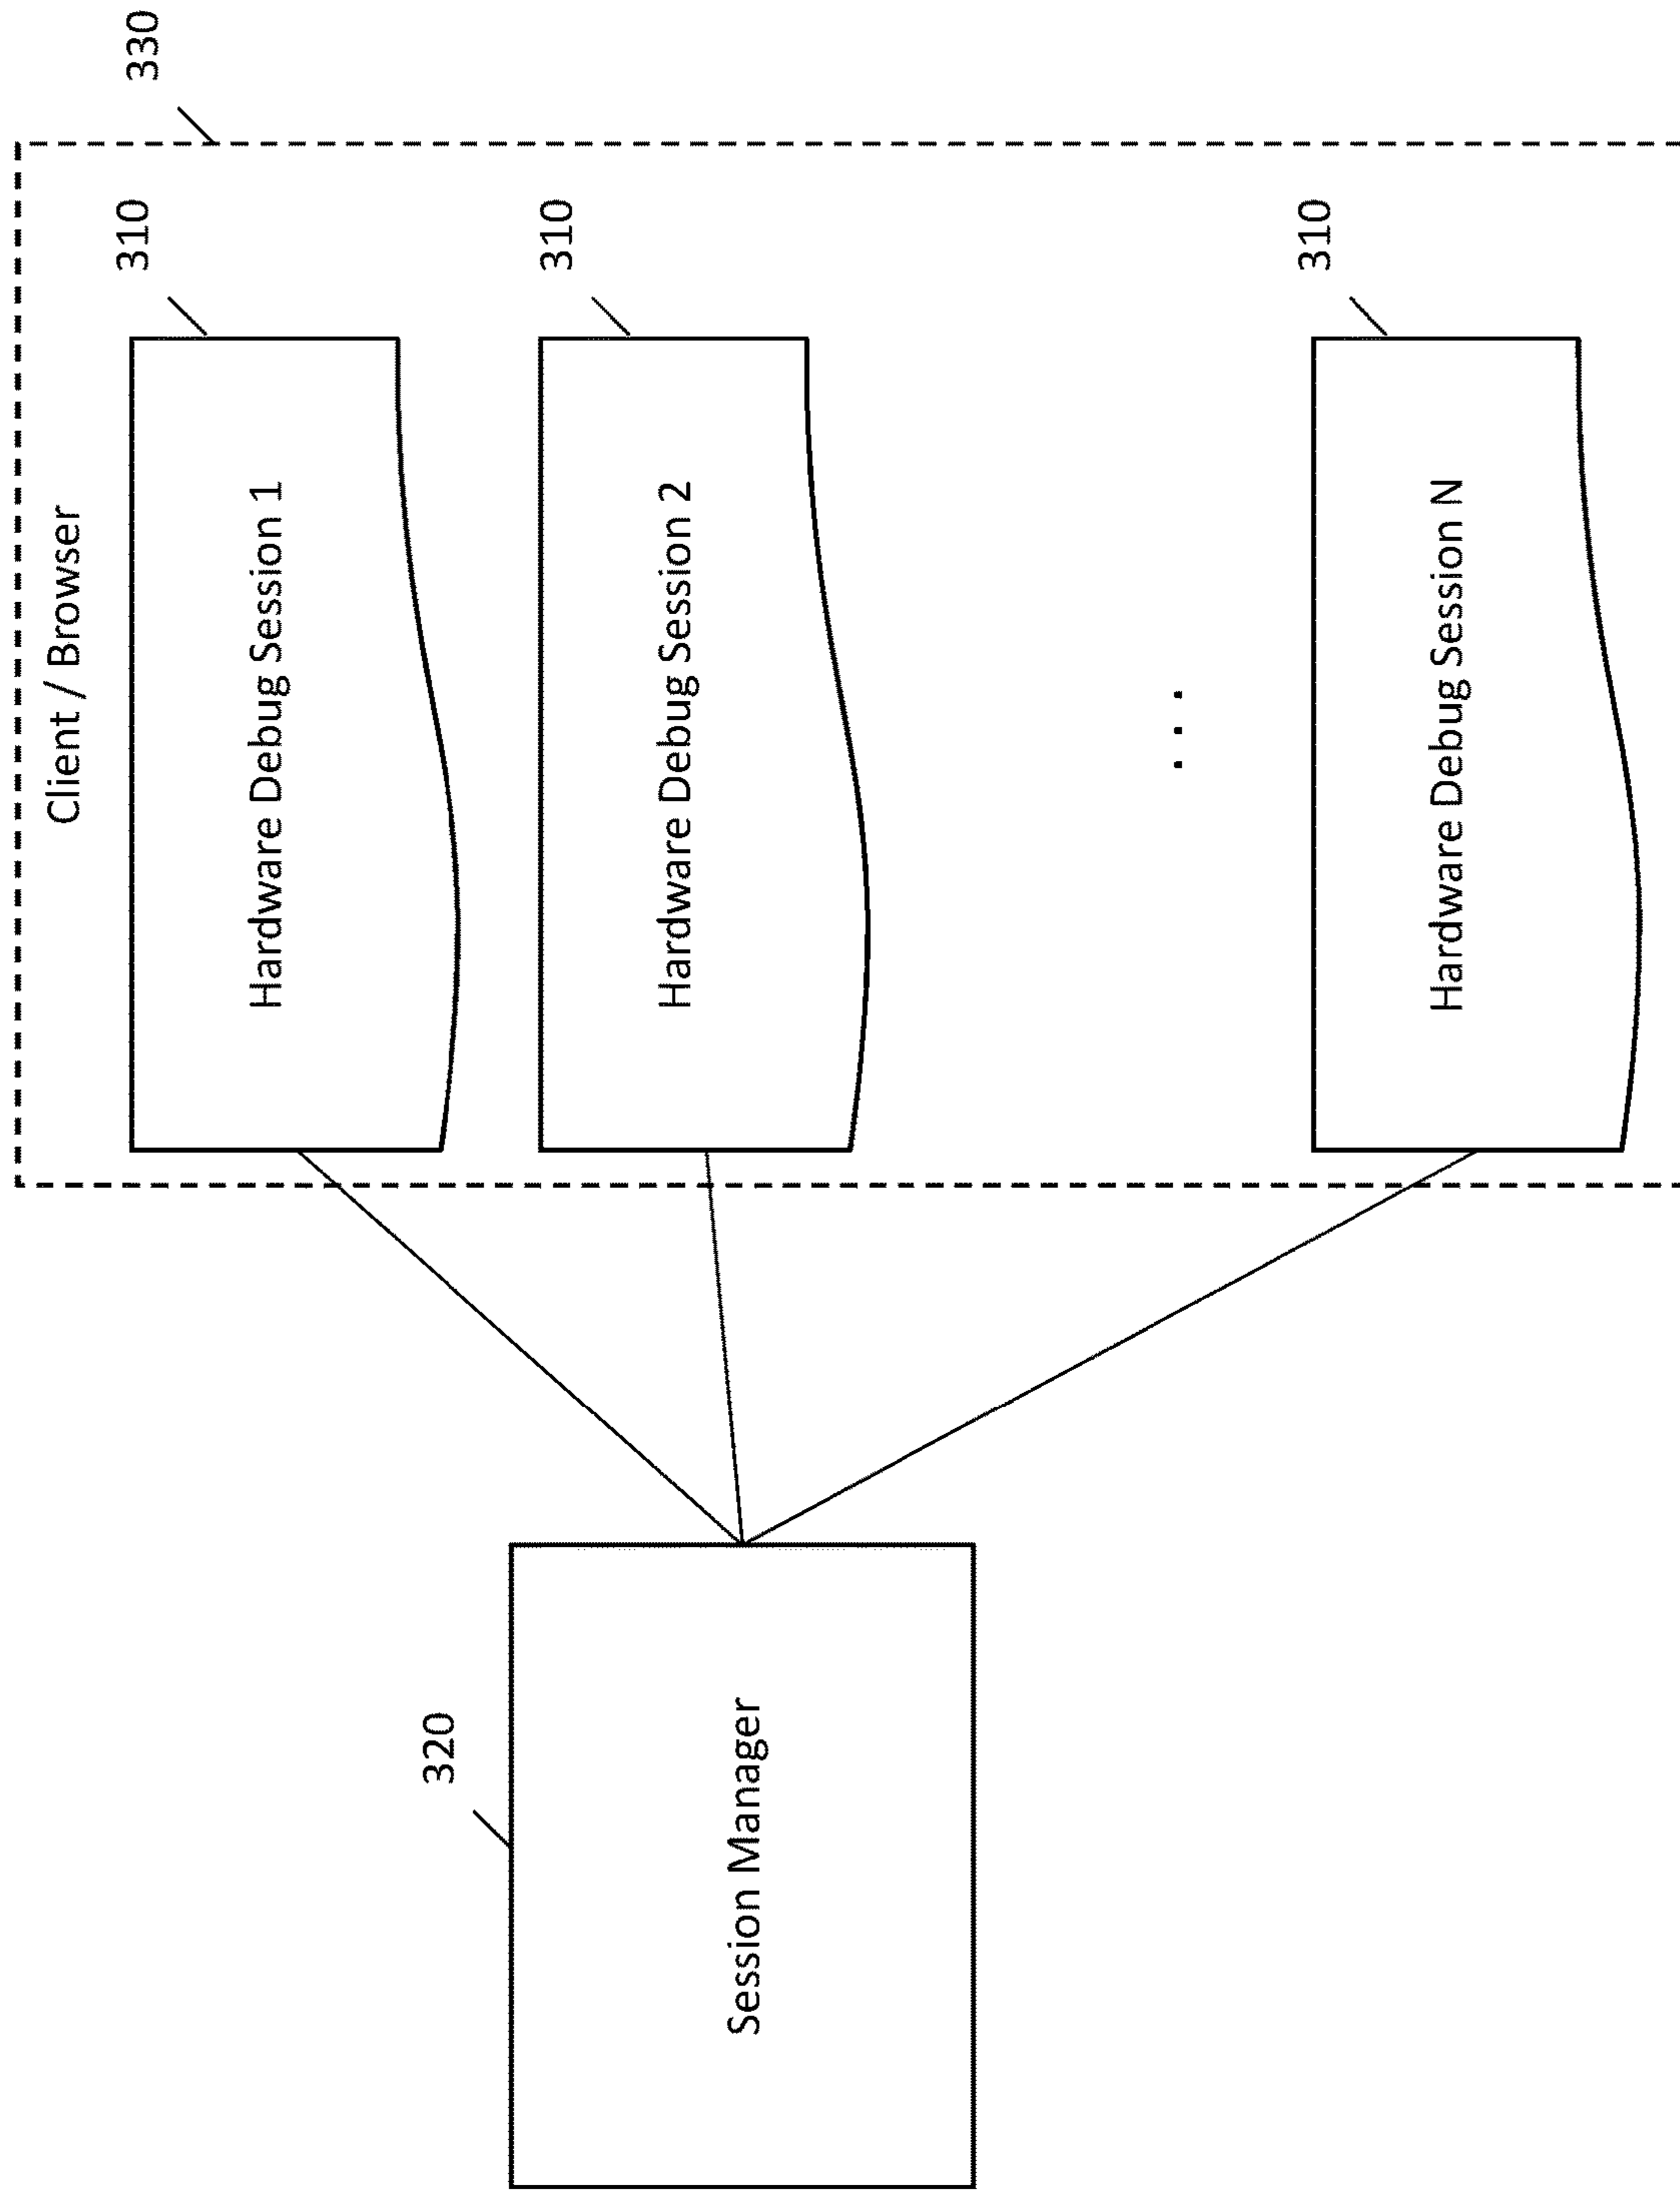 330
Client / Browser
310
Hardware Debug Session 1
310
Hardware Debug Session 2
320
Session Manager
. . .
310
Hardware Debug Session N